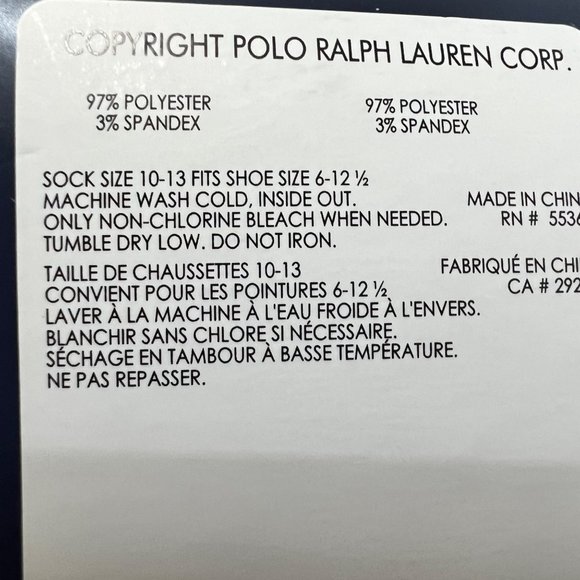 COPYRIGHT POLO RALPH LAUREN CORP.
97% POLYESTER
3% SPANDEX
97% POLYESTER
3% SPANDEX
SOCK SIZE 10-13 FITS SHOE SIZE 6-12 ½
MACHINE WASH COLD, INSIDE OUT.
ONLY NON-CHLORINE BLEACH WHEN NEEDED.
TUMBLE DRY LOW. DO NOT IRON.
MADE IN CHIN
RN # 5536
TAILLE DE CHAUSSETTES 10-13
CONVIENT POUR LES POINTURES 6-12 ½
LAVER À LA MACHINE À L'EAU FROIDE À L'ENVERS.
BLANCHIR SANS CHLORE SI NÉCESSAIRE.
SÉCHAGE EN TAMBOUR À BASSE TEMPÉRATURE.
NE PAS REPASSER.
FABRIQUÉ EN CHI
CA # 292